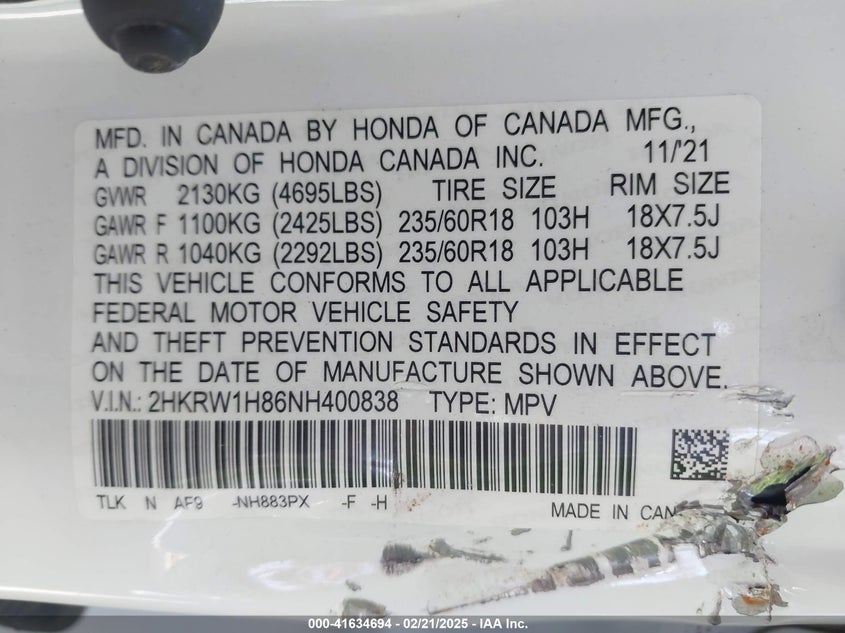 MFD. IN CANADA BY HONDA OF CANADA MFG.,
A DIVISION OF HONDA CANADA INC. 11/'21
GVWR 2130KG (4695LBS) TIRE SIZE RIM SIZE
GAWR F 1100KG (2425LBS) 235/60R18 103H 18X7.5J
GAWR R 1040KG (2292LBS) 235/60R18 103H 18X7.5J
THIS VEHICLE CONFORMS TO ALL APPLICABLE
FEDERAL MOTOR VEHICLE SAFETY
AND THEFT PREVENTION STANDARDS IN EFFECT
ON THE DATE OF MANUFACTURE SHOWN ABOVE.
V.I.N.: 2HKRW1H86NH400838 TYPE: MPV
TLK N AF9 -NH883PX -F -H
MADE IN CAN
000-41634694 - 02/21/2025 - IAA Inc.